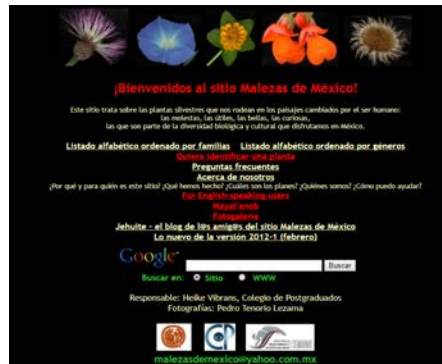 ¡Bienvenidos al sitio Malezas de México!
Este sitio trata sobre las plantas silvestres que nos rodean en los paisajes cambiados por el ser humano:
las molestas, las útiles, las bellas, las curiosas,
las que son parte de la diversidad biológica y cultural que disfrutamos en México.
Listado alfabético ordenado por familias Listado alfabético ordenado por géneros
Quiero identificar una planta
Preguntas frecuentes
Acerca de nosotros
¿Por qué y para quién es este sitio? ¿Qué hemos hecho? ¿Cuáles son los planes? ¿Quiénes somos? ¿Cómo puedo ayudar?
For English-speaking users
Mayat'anob
Fotogalería
Jehuite - el blog de l@s amig@s del sitio Malezas de México
Lo nuevo de la versión 2012-1 (febrero)
Google Buscar
Buscar en: Sitio WWW
Responsable: Heike Vibrans, Colegio de Postgraduados
Fotografías: Pedro Tenorio Lezama
malezasdemexico@yahoo.com.mx